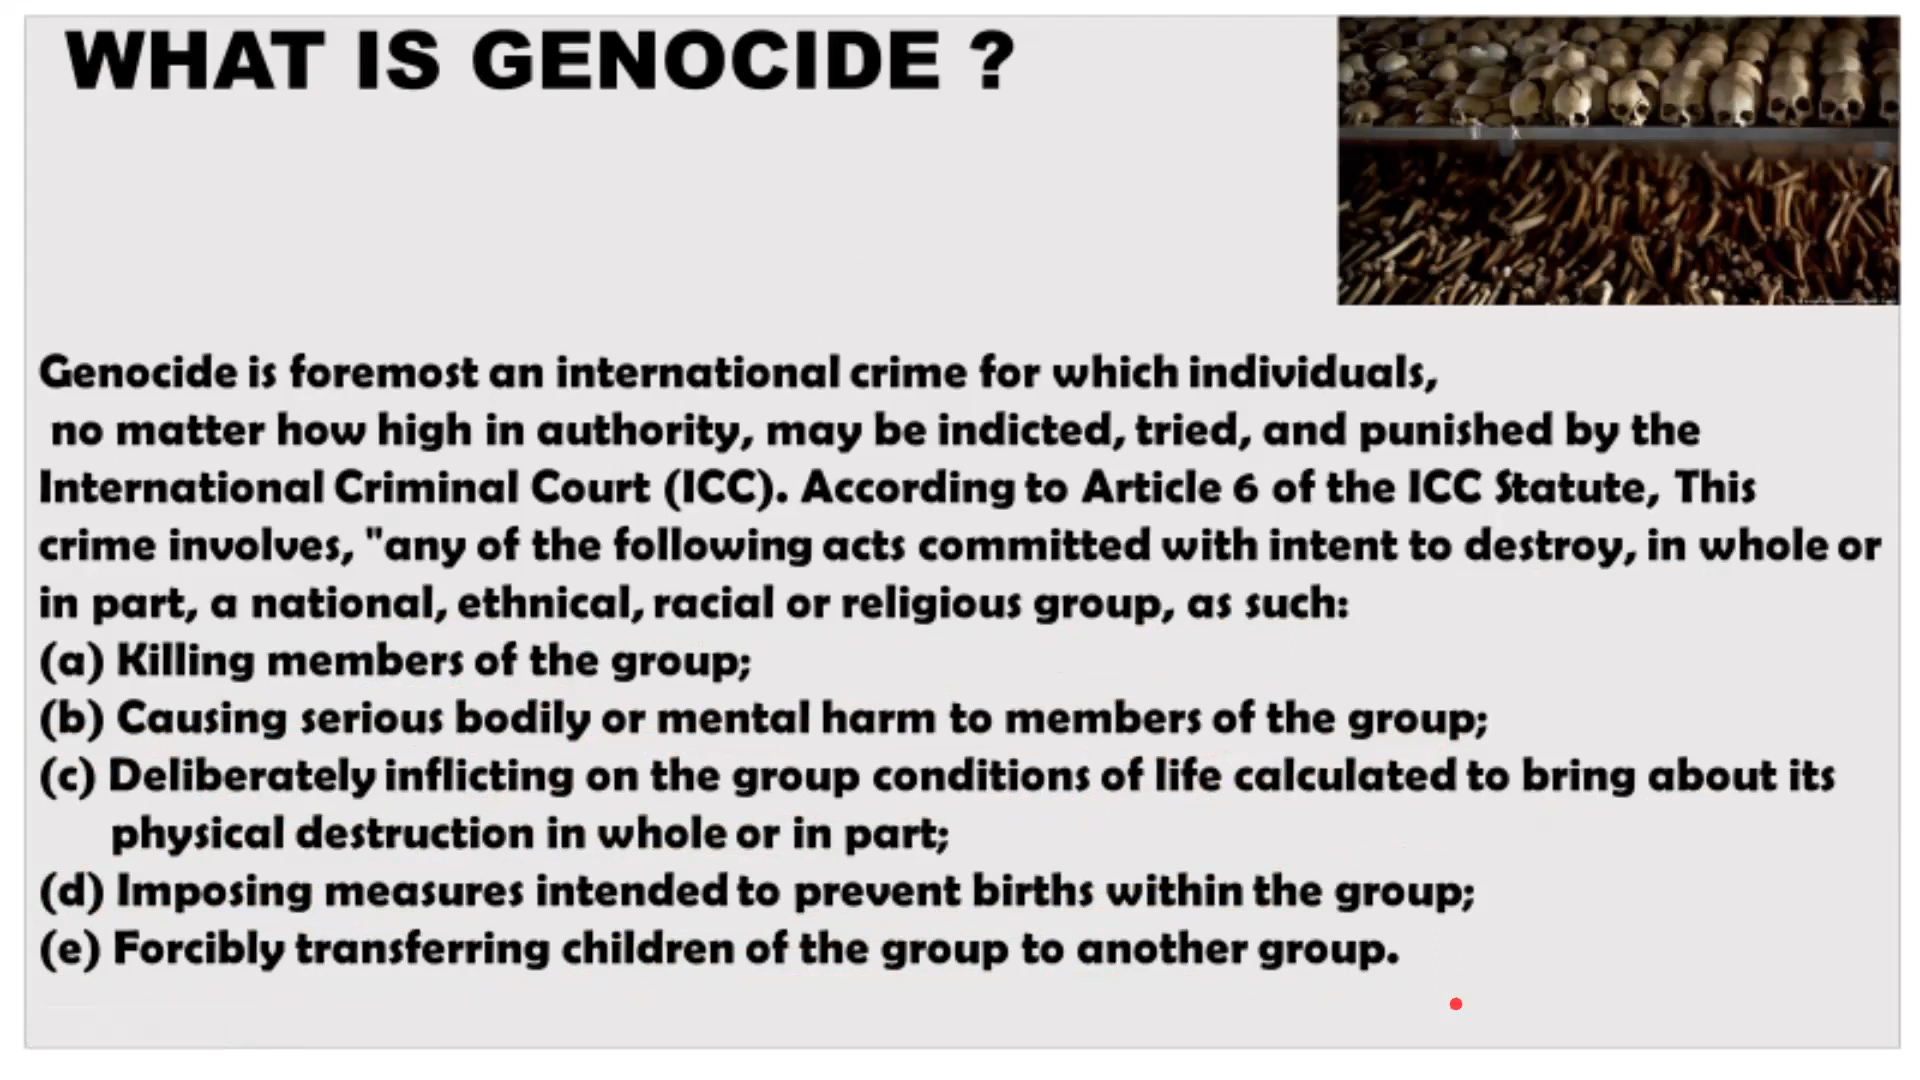 WHAT IS GENOCIDE ?
Genocide is foremost an international crime for which individuals,
no matter how high in authority, may be indicted, tried, and punished by the
International Criminal Court (ICC). According to Article 6 of the ICC Statute, This
crime involves, "any of the following acts committed with intent to destroy, in whole or
in part, a national, ethnical, racial or religious group, as such:
(a) Killing members of the group;
(b) Causing serious bodily or mental harm to members of the group;
(c) Deliberately inflicting on the group conditions of life calculated to bring about its
physical destruction in whole or in part;
(d) Imposing measures intended to prevent births within the group;
(e) Forcibly transferring children of the group to another group.